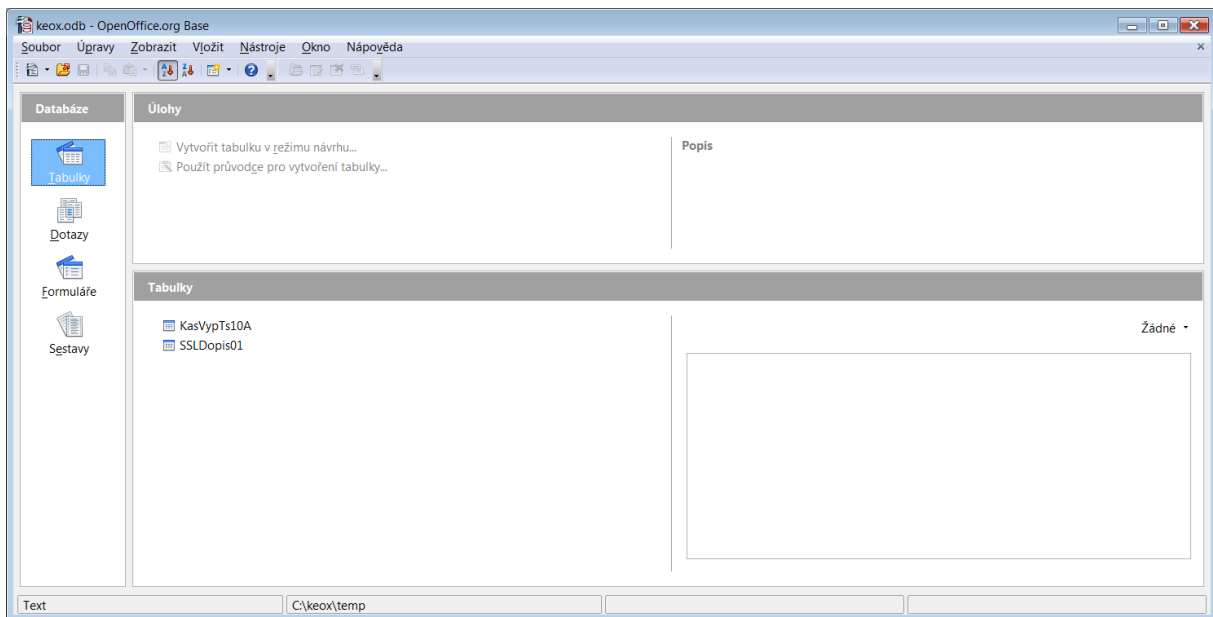 keox.odb - OpenOffice.org Base
Soubor Úpravy Zobrazit Vložit Nástroje Okno Nápověda
Databáze
Tabulky
Dotazy
Formuláře
Sestavy
Úlohy
Vytvořit tabulku v režimu návrhu...
Použít průvodce pro vytvoření tabulky...
Popis
Tabulky
KasVypTs10A
SSLDopis01
Žádné
Text C:\keox\temp